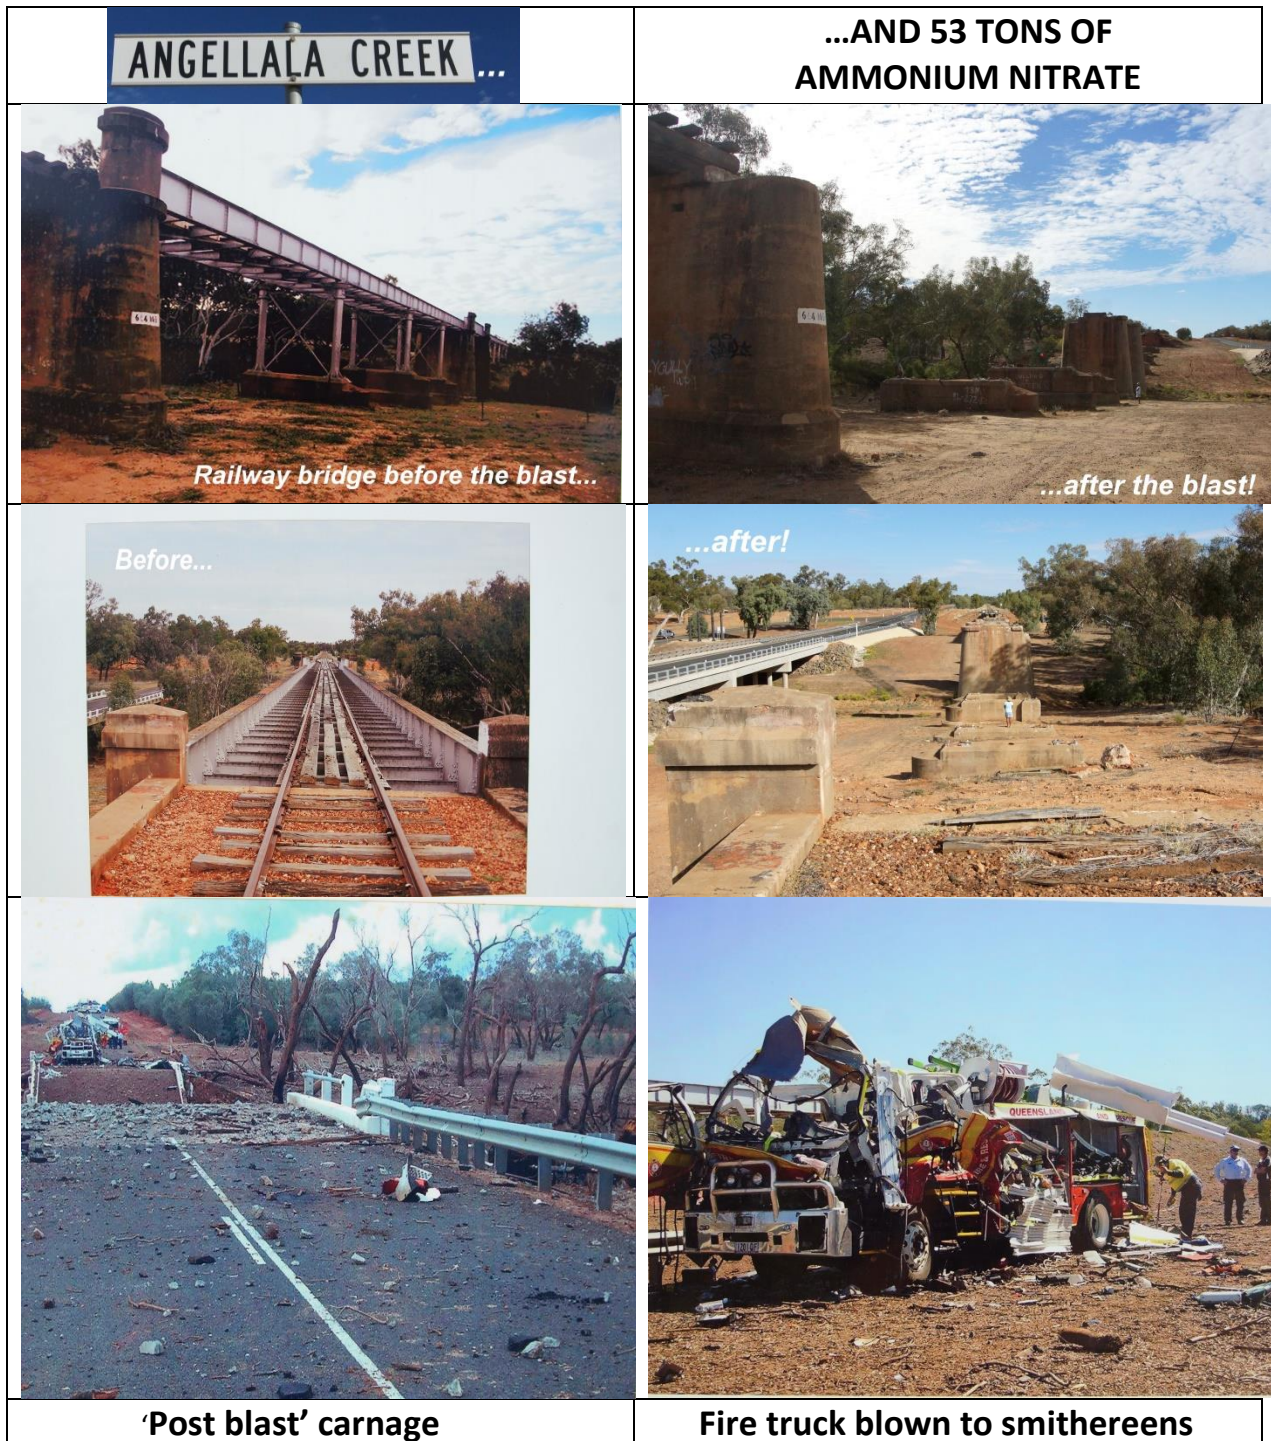 ANGELLALA CREEK ...
...AND 53 TONS OF
AMMONIUM NITRATE
Railway bridge before the blast...
...after the blast!
Before...
...after!
QUEENSLAND
'Post blast' carnage
Fire truck blown to smithereens